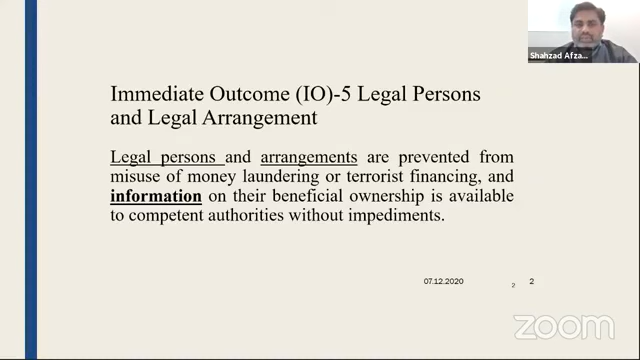 Shahzad Afza...
Immediate Outcome (IO)-5 Legal Persons
and Legal Arrangement
Legal persons and arrangements are prevented from
misuse of money laundering or terrorist financing, and
information on their beneficial ownership is available
to competent authorities without impediments.
07.12.2020
2
2
zoom